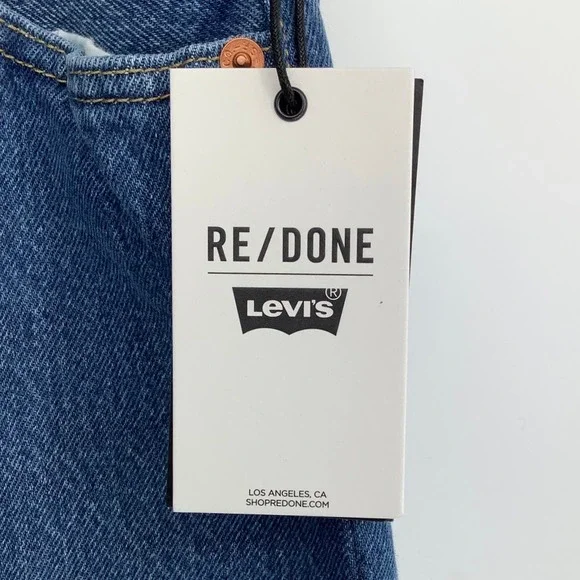 RE/DONE
LEVI'S®
LOS ANGELES, CA
SHOPREDONE.COM